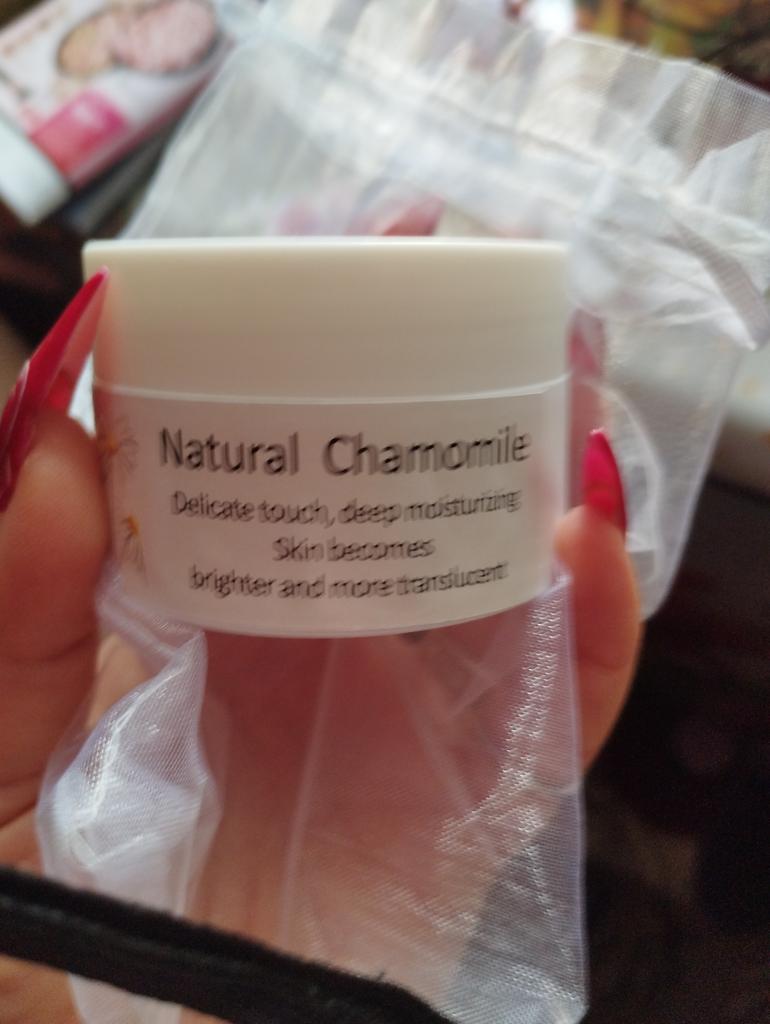 Natural Chamomile
Delicate touch, deep moisturizing;
Skin becomes
brighter and more translucent!